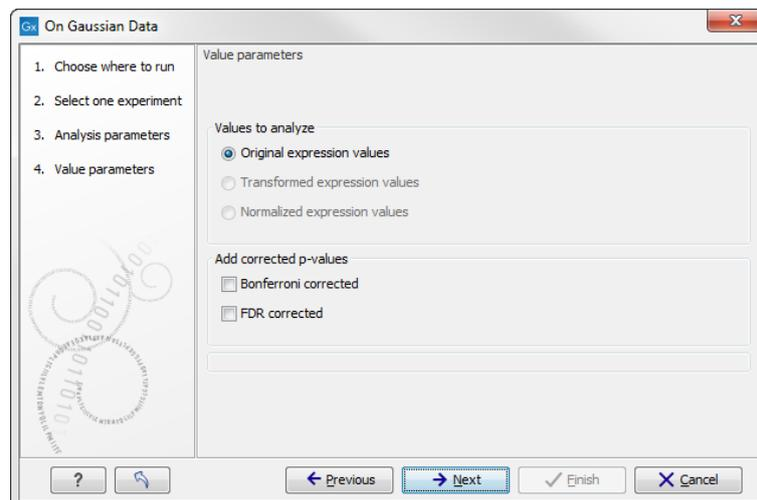 Gx On Gaussian Data
1. Choose where to run
2. Select one experiment
3. Analysis parameters
4. Value parameters
Value parameters
Values to analyze
Original expression values
Transformed expression values
Normalized expression values
Add corrected p-values
Bonferroni corrected
FDR corrected
?
Previous
Next
Finish
Cancel